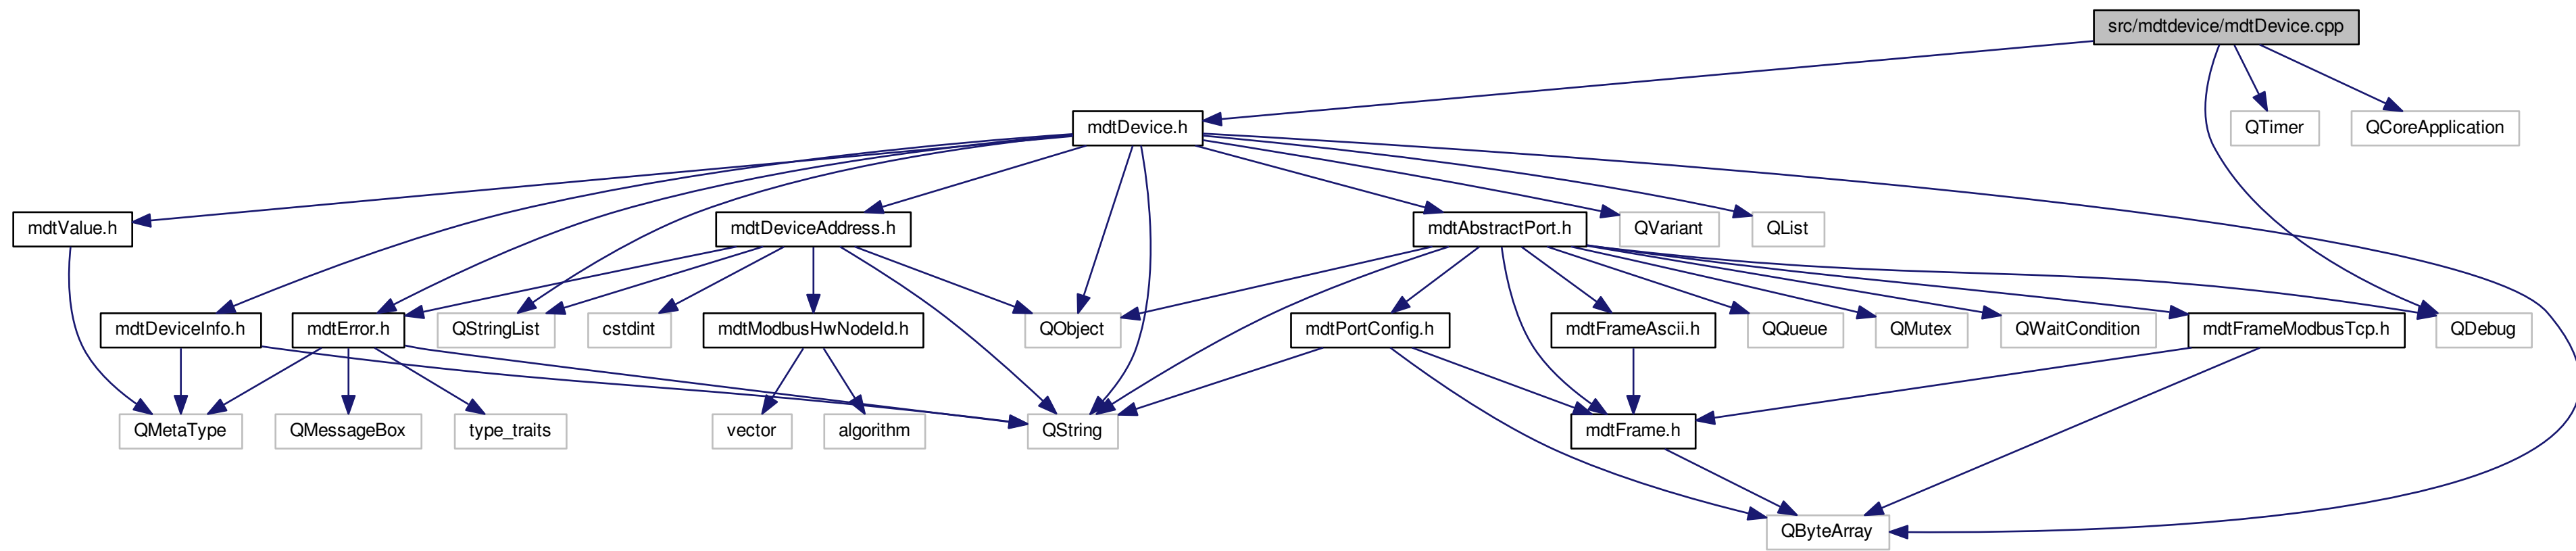 src/mdtdevice/mdtDevice.cpp
mdtDevice.h
QTimer
QCoreApplication
mdtValue.h
mdtDeviceAddress.h
mdtAbstractPort.h
QVariant
QList
mdtDeviceInfo.h
mdtError.h
QStringList
cstdint
mdtModbusHwNodeId.h
QObject
mdtPortConfig.h
mdtFrameAscii.h
QQueue
QMutex
QWaitCondition
mdtFrameModbusTcp.h
QDebug
QMetaType
QMessageBox
type_traits
vector
algorithm
QString
mdtFrame.h
QByteArray